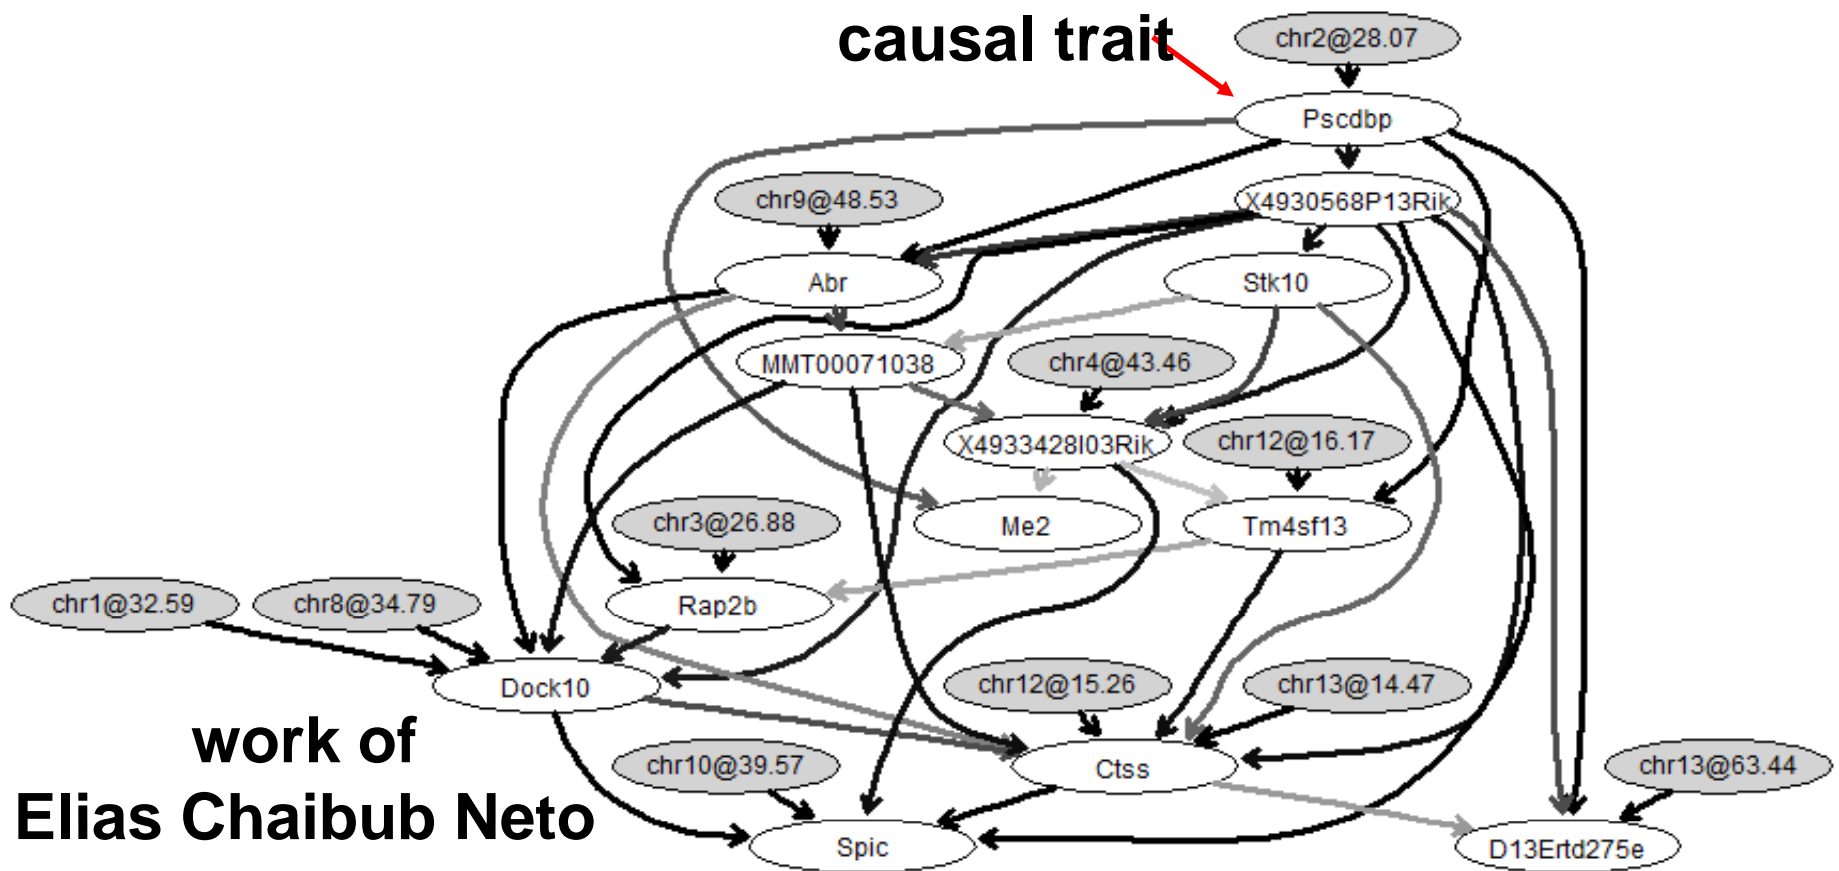 causal trait
chr2@28.07
Pscdbp
chr9@48.53
X4930568P13Rik
Abr
Stk10
MMT00071038
chr4@43.46
X4933428I03Rik
chr12@16.17
chr3@26.88
Me2
Tm4sf13
chr1@32.59
chr8@34.79
Rap2b
Dock10
chr12@15.26
chr13@14.47
work of
Elias Chaibub Neto
chr10@39.57
Ctss
chr13@63.44
Spic
D13Ertd275e